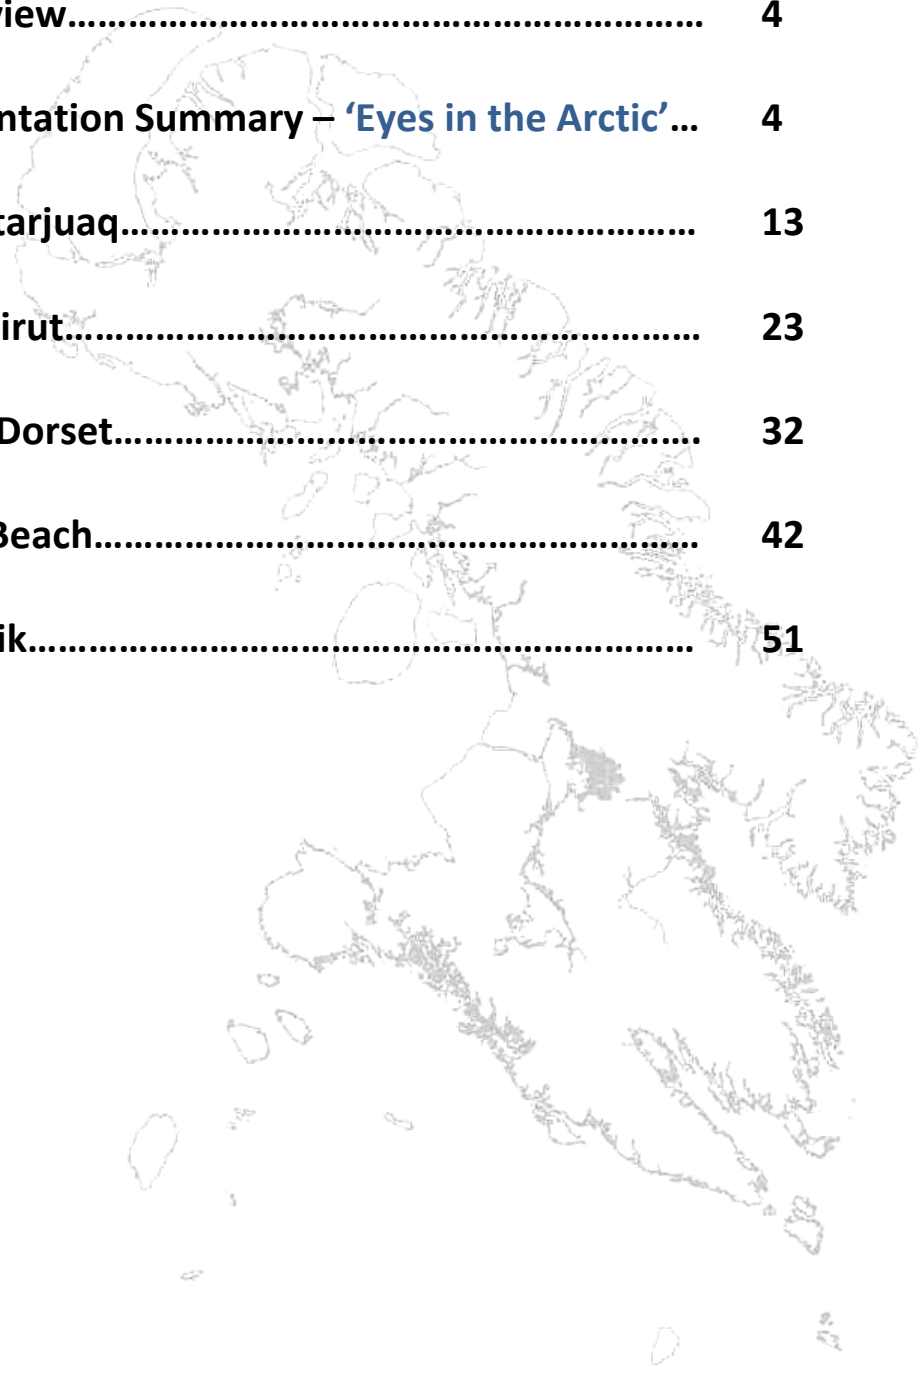 view…………………………………………………………… 4
ntation Summary – ‘Eyes in the Arctic’… 4
tarjuaq……………………………………………………… 13
irut…………………………………………………………… 23
Dorset………………………………………………………. 32
Beach………………………………………………………… 42
ik……………………………………………………………… 51